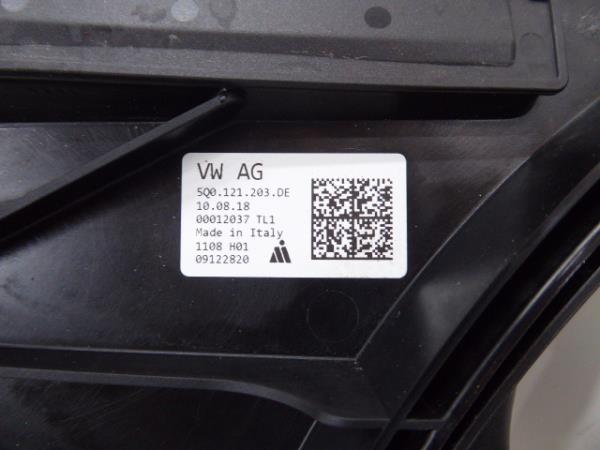 VW AG
5Q0.121.203.DE
10.08.18
00012037 TL1
Made in Italy
1108 H01
09122820